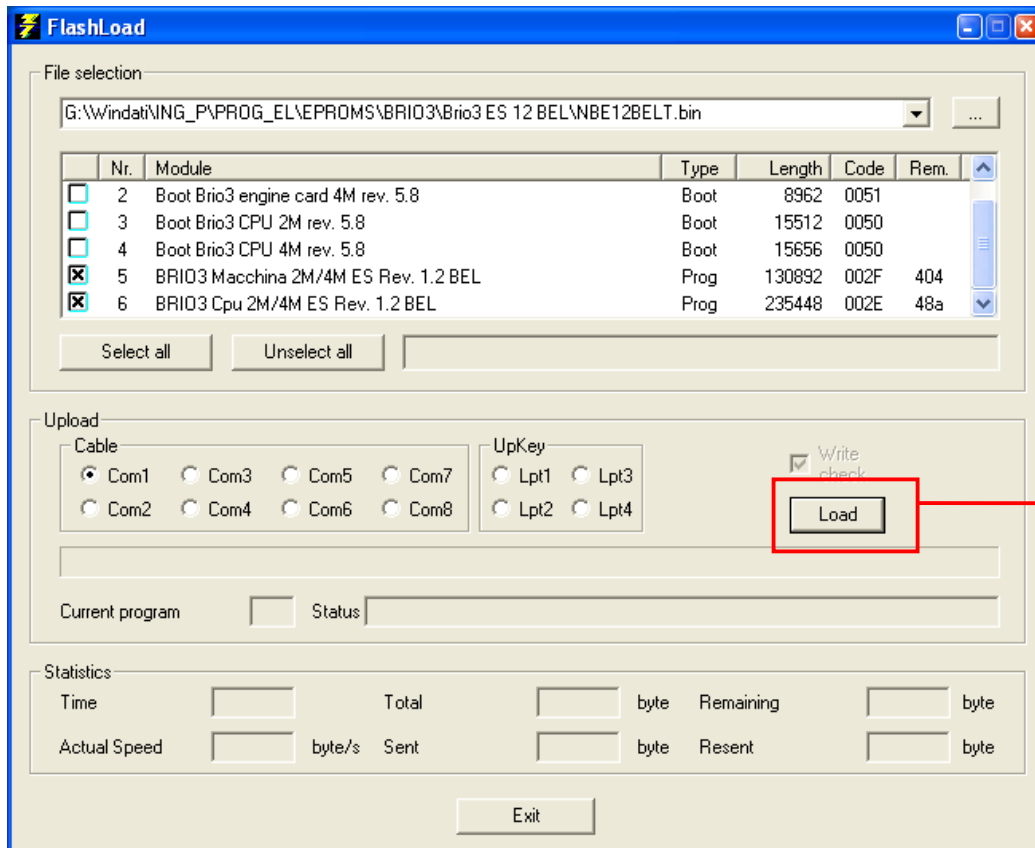 FlashLoad
File selection
G:\Windati\ING_P\PROG_EL\EPROMS\BRIO3\Brio3 ES 12 BEL\NBE12BELT.bin
...
Nr. Module Type Length Code Rem.
2 Boot Brio3 engine card 4M rev. 5.8 Boot 8962 0051
3 Boot Brio3 CPU 2M rev. 5.8 Boot 15512 0050
4 Boot Brio3 CPU 4M rev. 5.8 Boot 15656 0050
5 BRIO3 Macchina 2M/4M ES Rev. 1.2 BEL Prog 130892 002F 404
6 BRIO3 Cpu 2M/4M ES Rev. 1.2 BEL Prog 235448 002E 48a
Select all Unselect all
Upload
Cable UpKey
Write
check
Com1 Com3 Com5 Com7 Lpt1 Lpt3
Com2 Com4 Com6 Com8 Lpt2 Lpt4
Load
Current program Status
Statistics
Time Total byte Remaining byte
Actual Speed byte/s Sent byte Resent byte
Exit